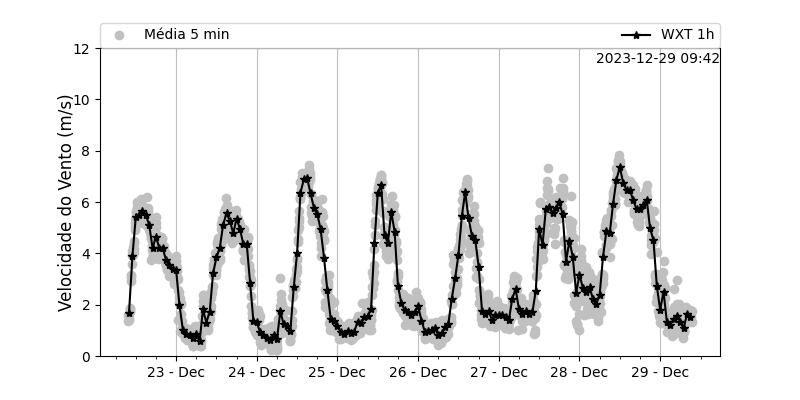 Média 5 min WXT 1h
2023-12-29 09:42
Velocidade do Vento (m/s)
12
10
8
6
4
2
0
23 - Dec 24 - Dec 25 - Dec 26 - Dec 27 - Dec 28 - Dec 29 - Dec